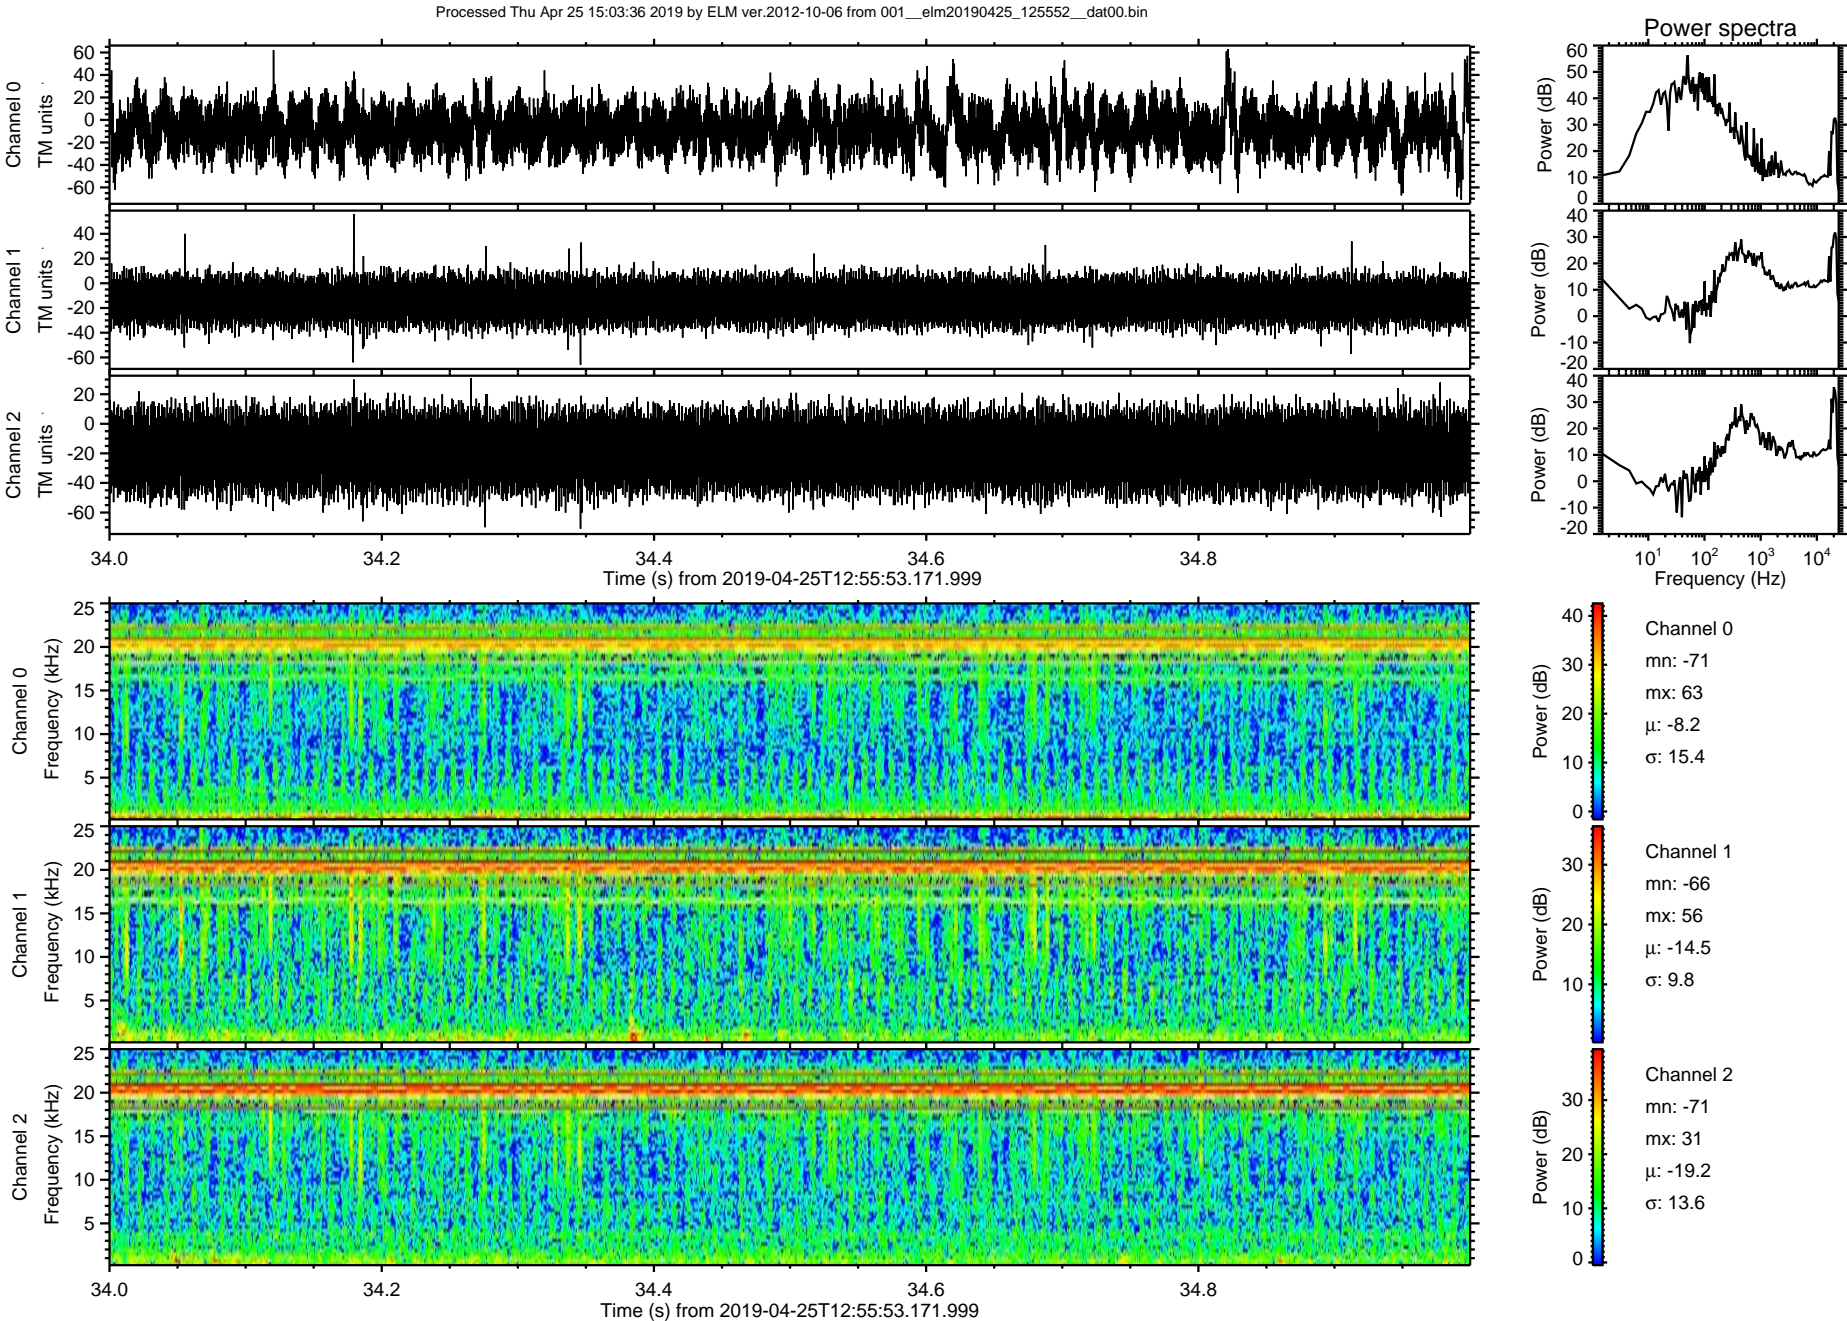 Processed Thu Apr 25 15:03:36 2019 by ELM ver.2012-10-06 from 001__elm20190425_125552__dat00.bin
Power spectra
Channel 0
TM units
60
40
20
0
-20
-40
-60
Power (dB)
60
50
40
30
20
10
0
Channel 1
TM units
40
20
0
-20
-40
-60
Power (dB)
40
30
20
10
0
-10
-20
Channel 2
TM units
20
0
-20
-40
-60
Power (dB)
40
30
20
10
0
-10
-20
34.0 34.2 34.4 34.6 34.8
Time (s) from 2019-04-25T12:55:53.171.999
10¹ 10² 10³ 10⁴
Frequency (Hz)
Channel 0
Frequency (kHz)
25
20
15
10
5
Power (dB)
40
30
20
10
0
Channel 0
mn: -71
mx: 63
μ: -8.2
σ: 15.4
Channel 1
Frequency (kHz)
25
20
15
10
5
Power (dB)
30
20
10
Channel 1
mn: -66
mx: 56
μ: -14.5
σ: 9.8
Channel 2
Frequency (kHz)
25
20
15
10
5
Power (dB)
30
20
10
0
Channel 2
mn: -71
mx: 31
μ: -19.2
σ: 13.6
34.0 34.2 34.4 34.6 34.8
Time (s) from 2019-04-25T12:55:53.171.999